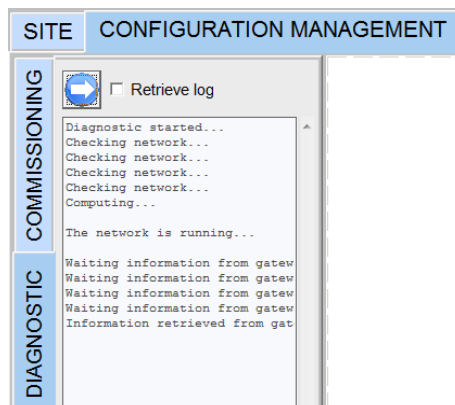 SITE CONFIGURATION MANAGEMENT
COMMISSIONING
DIAGNOSTIC
Retrieve log
Diagnostic started...
Checking network...
Checking network...
Checking network...
Checking network...
Computing...
The network is running...
Waiting information from gatew
Waiting information from gatew
Waiting information from gatew
Waiting information from gatew
Information retrieved from gat